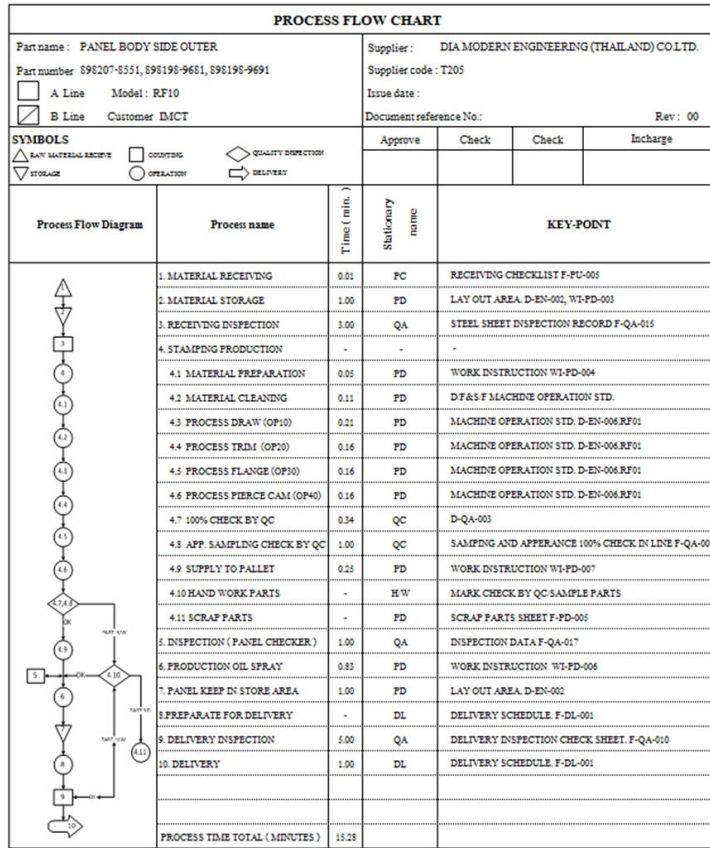 PROCESS FLOW CHART
Part name : PANEL BODY SIDE OUTER
Supplier : DIA MODERN ENGINEERING (THAILAND) CO.LTD.
Part number 898207-8551, 898198-9681, 898198-9691
Supplier code : T205
A Line Model : RF10
Issue date :
B Line Customer IMCT
Document reference No.: Rev : 00
SYMBOLS
Approve Check Check Incharge
RAW MATERIAL RECIEVE COUNTING QUALITY INSPECTION
STORAGE OPERATION DELIVERY
Process Flow Diagram Process name Time ( min. ) Stationary name KEY-POINT
1. MATERIAL RECEIVING 0.01 PC RECEIVING CHECKLIST F-PU-005
2. MATERIAL STORAGE 1.00 PD LAY OUT AREA. D-EN-002, WI-PD-003
3. RECEIVING INSPECTION 3.00 QA STEEL SHEET INSPECTION RECORD F-QA-015
4. STAMPING PRODUCTION - - -
4.1 MATERIAL PREPARATION 0.05 PD WORK INSTRUCTION WI-PD-004
4.2 MATERIAL CLEANING 0.11 PD D/F&S/F MACHINE OPERATION STD.
4.3 PROCESS DRAW (OP10) 0.21 PD MACHINE OPERATION STD. D-EN-006.RF01
4.4 PROCESS TRIM (OP20) 0.16 PD MACHINE OPERATION STD. D-EN-006.RF01
4.5 PROCESS FLANGE (OP30) 0.16 PD MACHINE OPERATION STD. D-EN-006.RF01
4.6 PROCESS PIERCE CAM (OP40) 0.16 PD MACHINE OPERATION STD. D-EN-006.RF01
4.7 100% CHECK BY QC 0.34 QC D-QA-003
4.8 APP. SAMPLING CHECK BY QC 1.00 QC SAMPING AND APPERANCE 100% CHECK IN LINE F-QA-00
4.9 SUPPLY TO PALLET 0.25 PD WORK INSTRUCTION WI-PD-007
4.10 HAND WORK PARTS - H/W MARK CHECK BY QC/SAMPLE PARTS
4.11 SCRAP PARTS - PD SCRAP PARTS SHEET F-PD-005
5. INSPECTION ( PANEL CHECKER ) 1.00 QA INSPECTION DATA F-QA-017
6. PRODUCTION OIL SPRAY 0.83 PD WORK INSTRUCTION WI-PD-006
7. PANEL KEEP IN STORE AREA 1.00 PD LAY OUT AREA. D-EN-002
8.PREPARATE FOR DELIVERY - DL DELIVERY SCHEDULE. F-DL-001
9. DELIVERY INSPECTION 5.00 QA DELIVERY INSPECTION CHECK SHEET. F-QA-010
10. DELIVERY 1.00 DL DELIVERY SCHEDULE. F-DL-001
PROCESS TIME TOTAL ( MINUTES ) 15.28
1
2
3
4
4.1
4.2
4.3
4.4
4.5
4.6
4.7,4.8
OK
PART H/W
4.9
5
OK
4.10
6
PART NG
7
PART H/W
4.11
8
9
OK
10